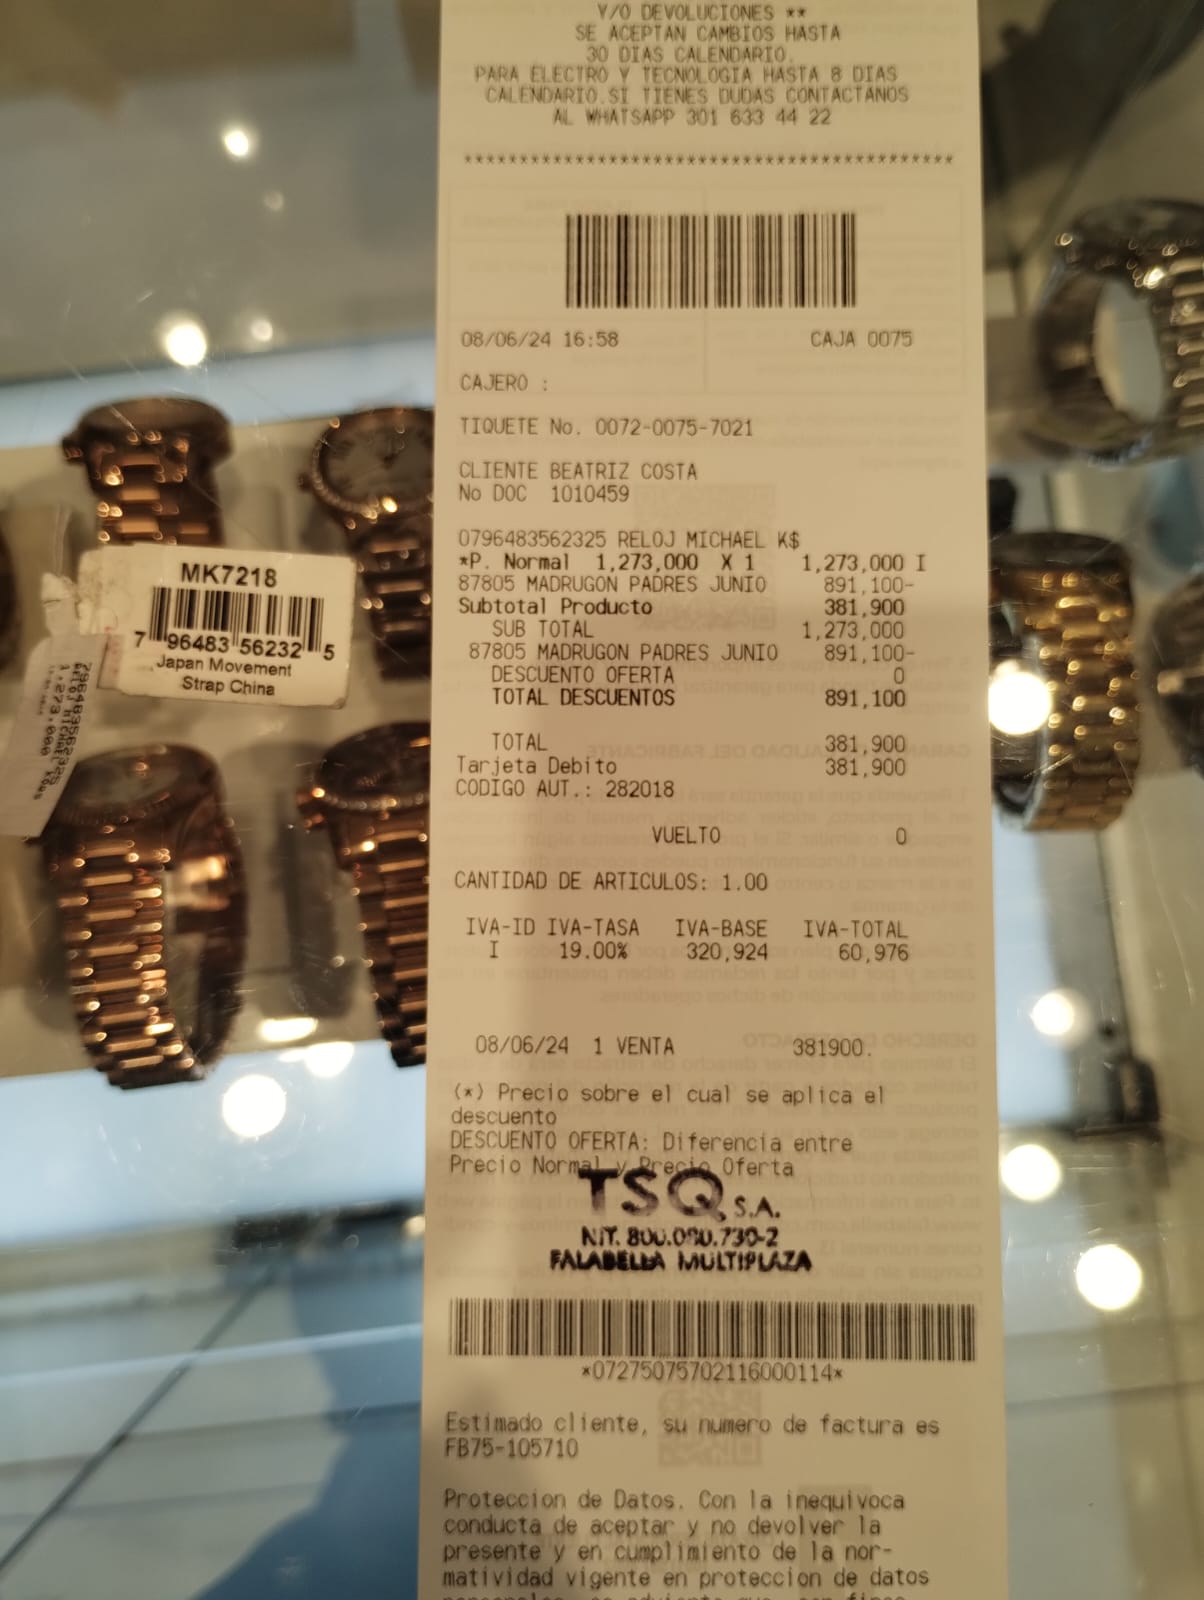 Y/O DEVOLUCIONES **
SE ACEPTAN CAMBIOS HASTA
30 DIAS CALENDARIO.
PARA ELECTRO Y TECNOLOGIA HASTA 8 DIAS
CALENDARIO.SI TIENES DUDAS CONTACTANOS
AL WHATSAPP 301 633 44 22
********************************************
08/06/24 16:58 CAJA 0075
CAJERO :
TIQUETE No. 0072-0075-7021
CLIENTE BEATRIZ COSTA
No DOC 1010459
0796483562325 RELOJ MICHAEL K$
*P. Normal 1,273,000 X 1 1,273,000 I
87805 MADRUGON PADRES JUNIO 891,100-
Subtotal Producto 381,900
SUB TOTAL 1,273,000
87805 MADRUGON PADRES JUNIO 891,100-
DESCUENTO OFERTA 0
TOTAL DESCUENTOS 891,100
TOTAL 381,900
Tarjeta Debito 381,900
CODIGO AUT.: 282018
VUELTO 0
CANTIDAD DE ARTICULOS: 1.00
IVA-ID IVA-TASA IVA-BASE IVA-TOTAL
I 19.00% 320,924 60,976
08/06/24 1 VENTA 381900.
(*) Precio sobre el cual se aplica el
descuento
DESCUENTO OFERTA: Diferencia entre
Precio Normal y Precio Oferta
TSQ S.A.
NIT. 800.090.730-2
FALABELLA MULTIPLAZA
*07275075702116000114*
Estimado cliente, su numero de factura es
FB75-105710
Proteccion de Datos. Con la inequivoca
conducta de aceptar y no devolver la
presente y en cumplimiento de la nor-
matividad vigente en proteccion de datos
MK7218
7 96483 56232 5
Japan Movement
Strap China
796483562325
RELOJ MICHAEL KORS
1.273.000